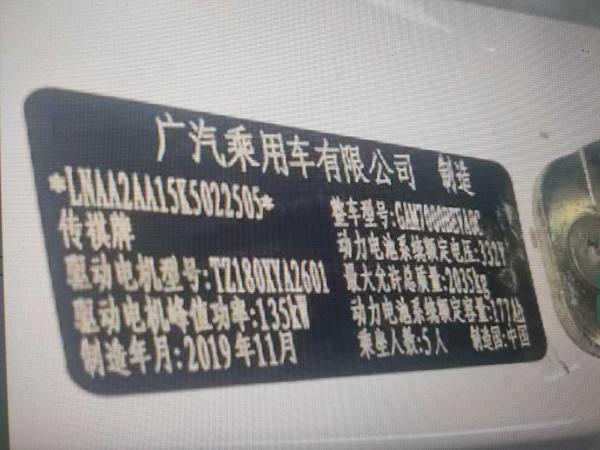 广汽乘用车有限公司 制造
*LNAA2AA15K5022505*
传祺牌
驱动电机型号:TZ180XYA2601
驱动电机峰值功率:135kW
制造年月:2019年11月
整车型号:
动力电池系统额定电压:332V
最大允许总质量:2035kg
动力电池系统额定容量:177Ah
乘坐人数:5人 制造国:中国